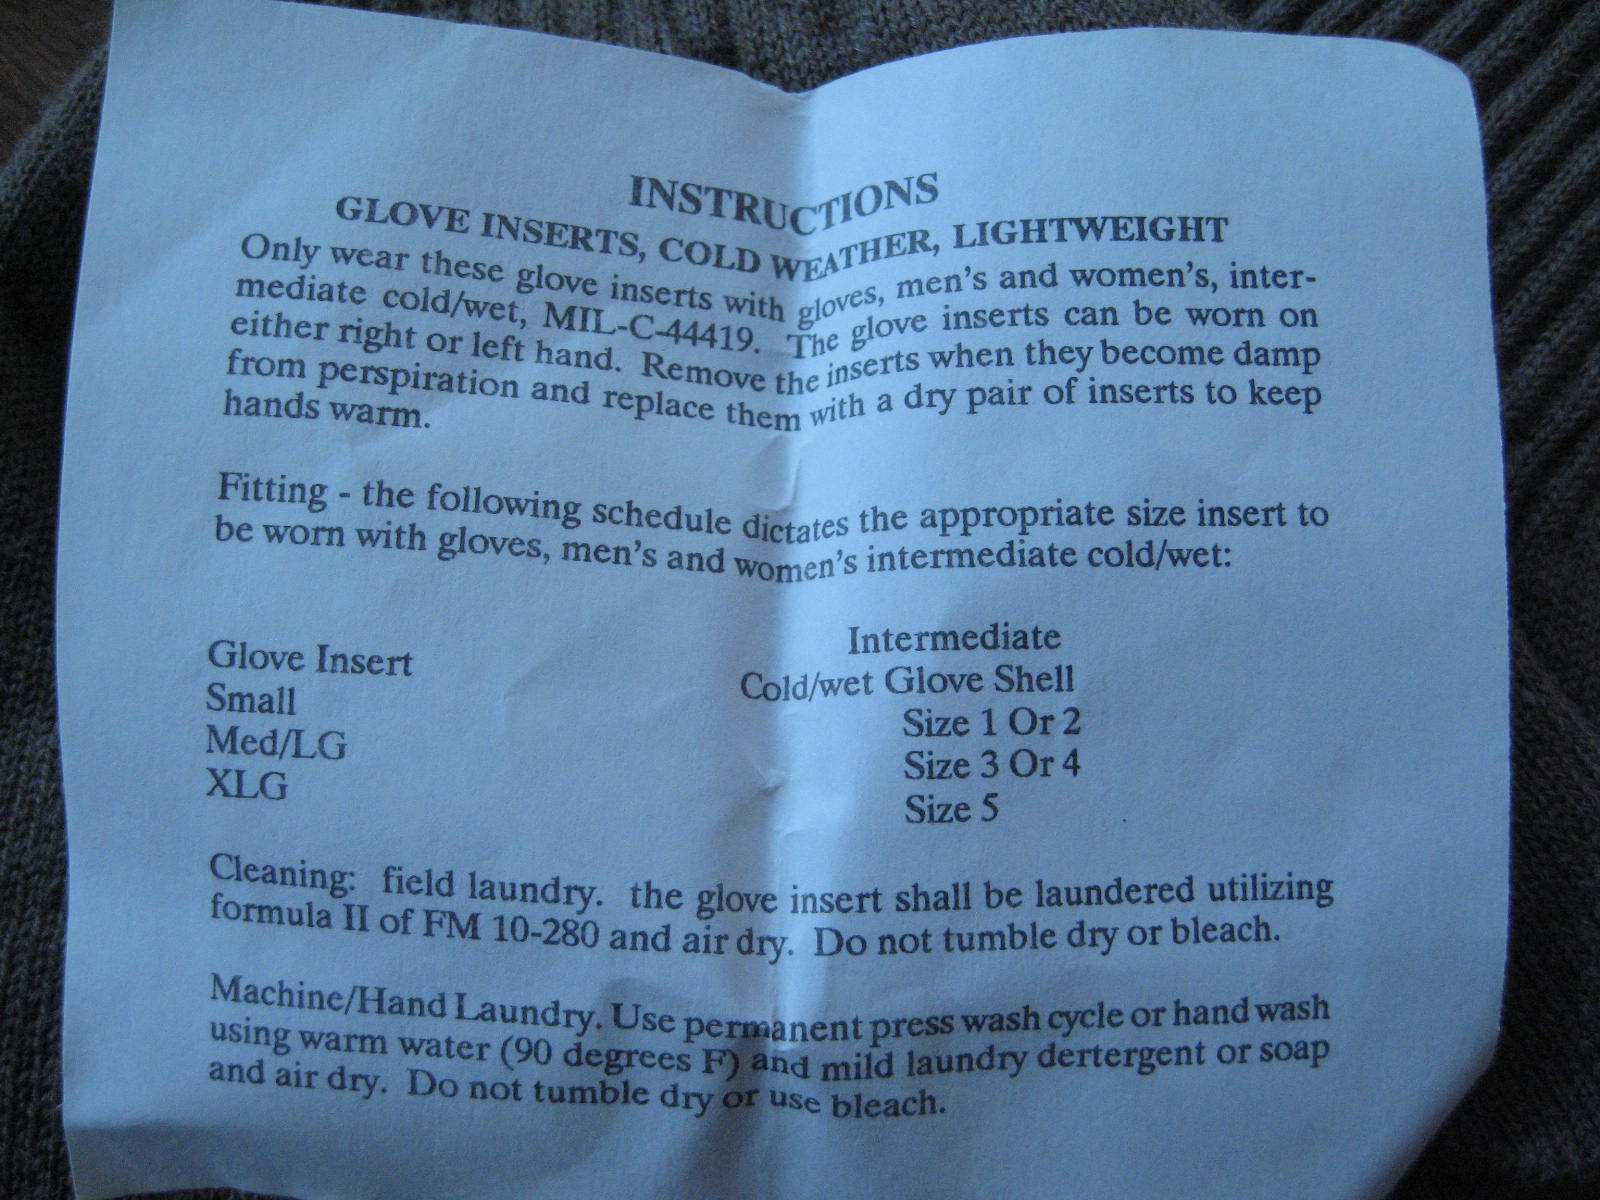 INSTRUCTIONS
GLOVE INSERTS, COLD WEATHER, LIGHTWEIGHT
Only wear these glove inserts with gloves, men's and women's, inter-
mediate cold/wet, MIL-C-44419. The glove inserts can be worn on
either right or left hand. Remove the inserts when they become damp
from perspiration and replace them with a dry pair of inserts to keep
hands warm.
Fitting - the following schedule dictates the appropriate size insert to
be worn with gloves, men's and women's intermediate cold/wet:
Intermediate
Glove Insert Cold/wet Glove Shell
Small Size 1 Or 2
Med/LG Size 3 Or 4
XLG Size 5
Cleaning: field laundry. the glove insert shall be laundered utilizing
formula II of FM 10-280 and air dry. Do not tumble dry or bleach.
Machine/Hand Laundry. Use permanent press wash cycle or hand wash
using warm water (90 degrees F) and mild laundry dertergent or soap
and air dry. Do not tumble dry or use bleach.